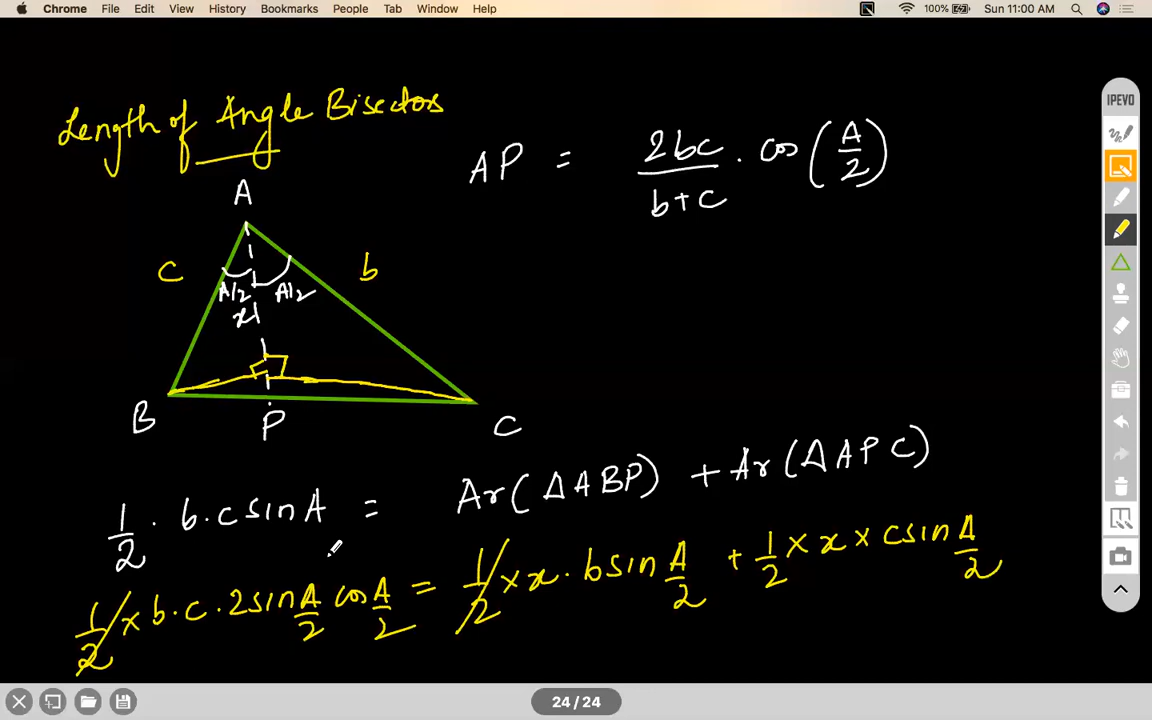 Chrome File Edit View History Bookmarks People Tab Window Help 100% Sun 11:00 AM
IPEVO
Length of Angle Bisectors
AP = 2bc/b+c · cos(A/2)
A
c b
A/2 A/2
x
B P C
1/2 · b·c sinA = Ar(ΔABP) + Ar(ΔAPC)
1/2 × b·c·2sin A/2 cos A/2 = 1/2 × x · b sin A/2 + 1/2 × x × c sin A/2
24 / 24